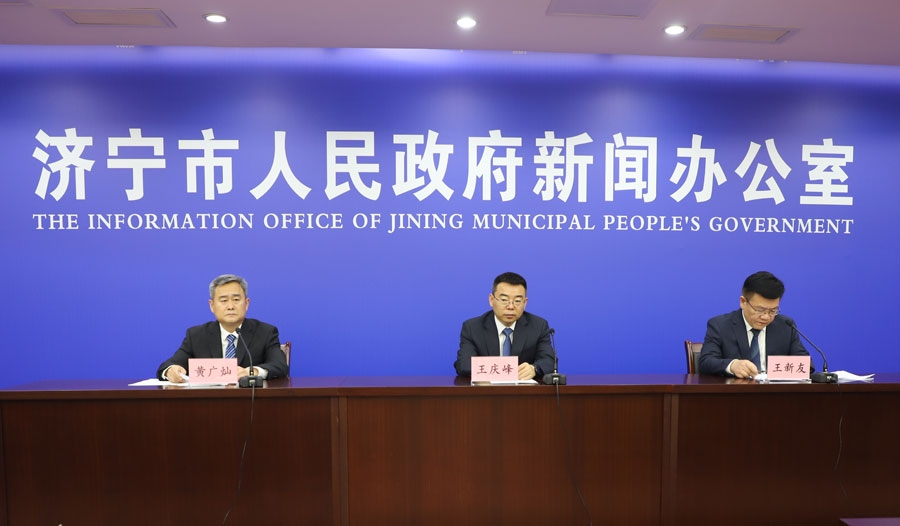 济宁市人民政府新闻办公室
THE INFORMATION OFFICE OF JINING MUNICIPAL PEOPLE'S GOVERNMENT
黄广灿
王庆峰
王新友